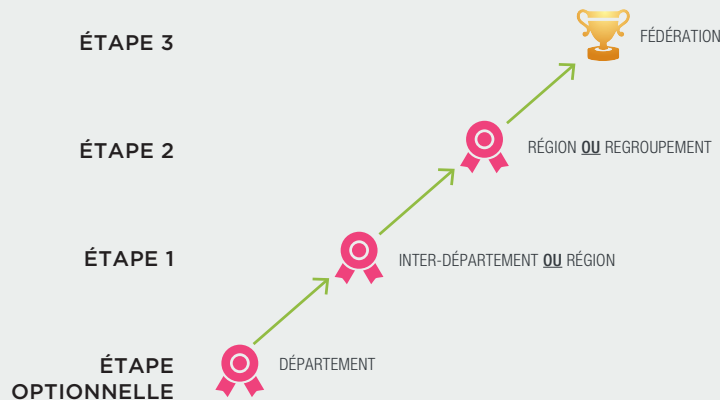 ÉTAPE 3
FÉDÉRATION
ÉTAPE 2
RÉGION OU REGROUPEMENT
ÉTAPE 1
INTER-DÉPARTEMENT OU RÉGION
ÉTAPE
OPTIONNELLE
DÉPARTEMENT